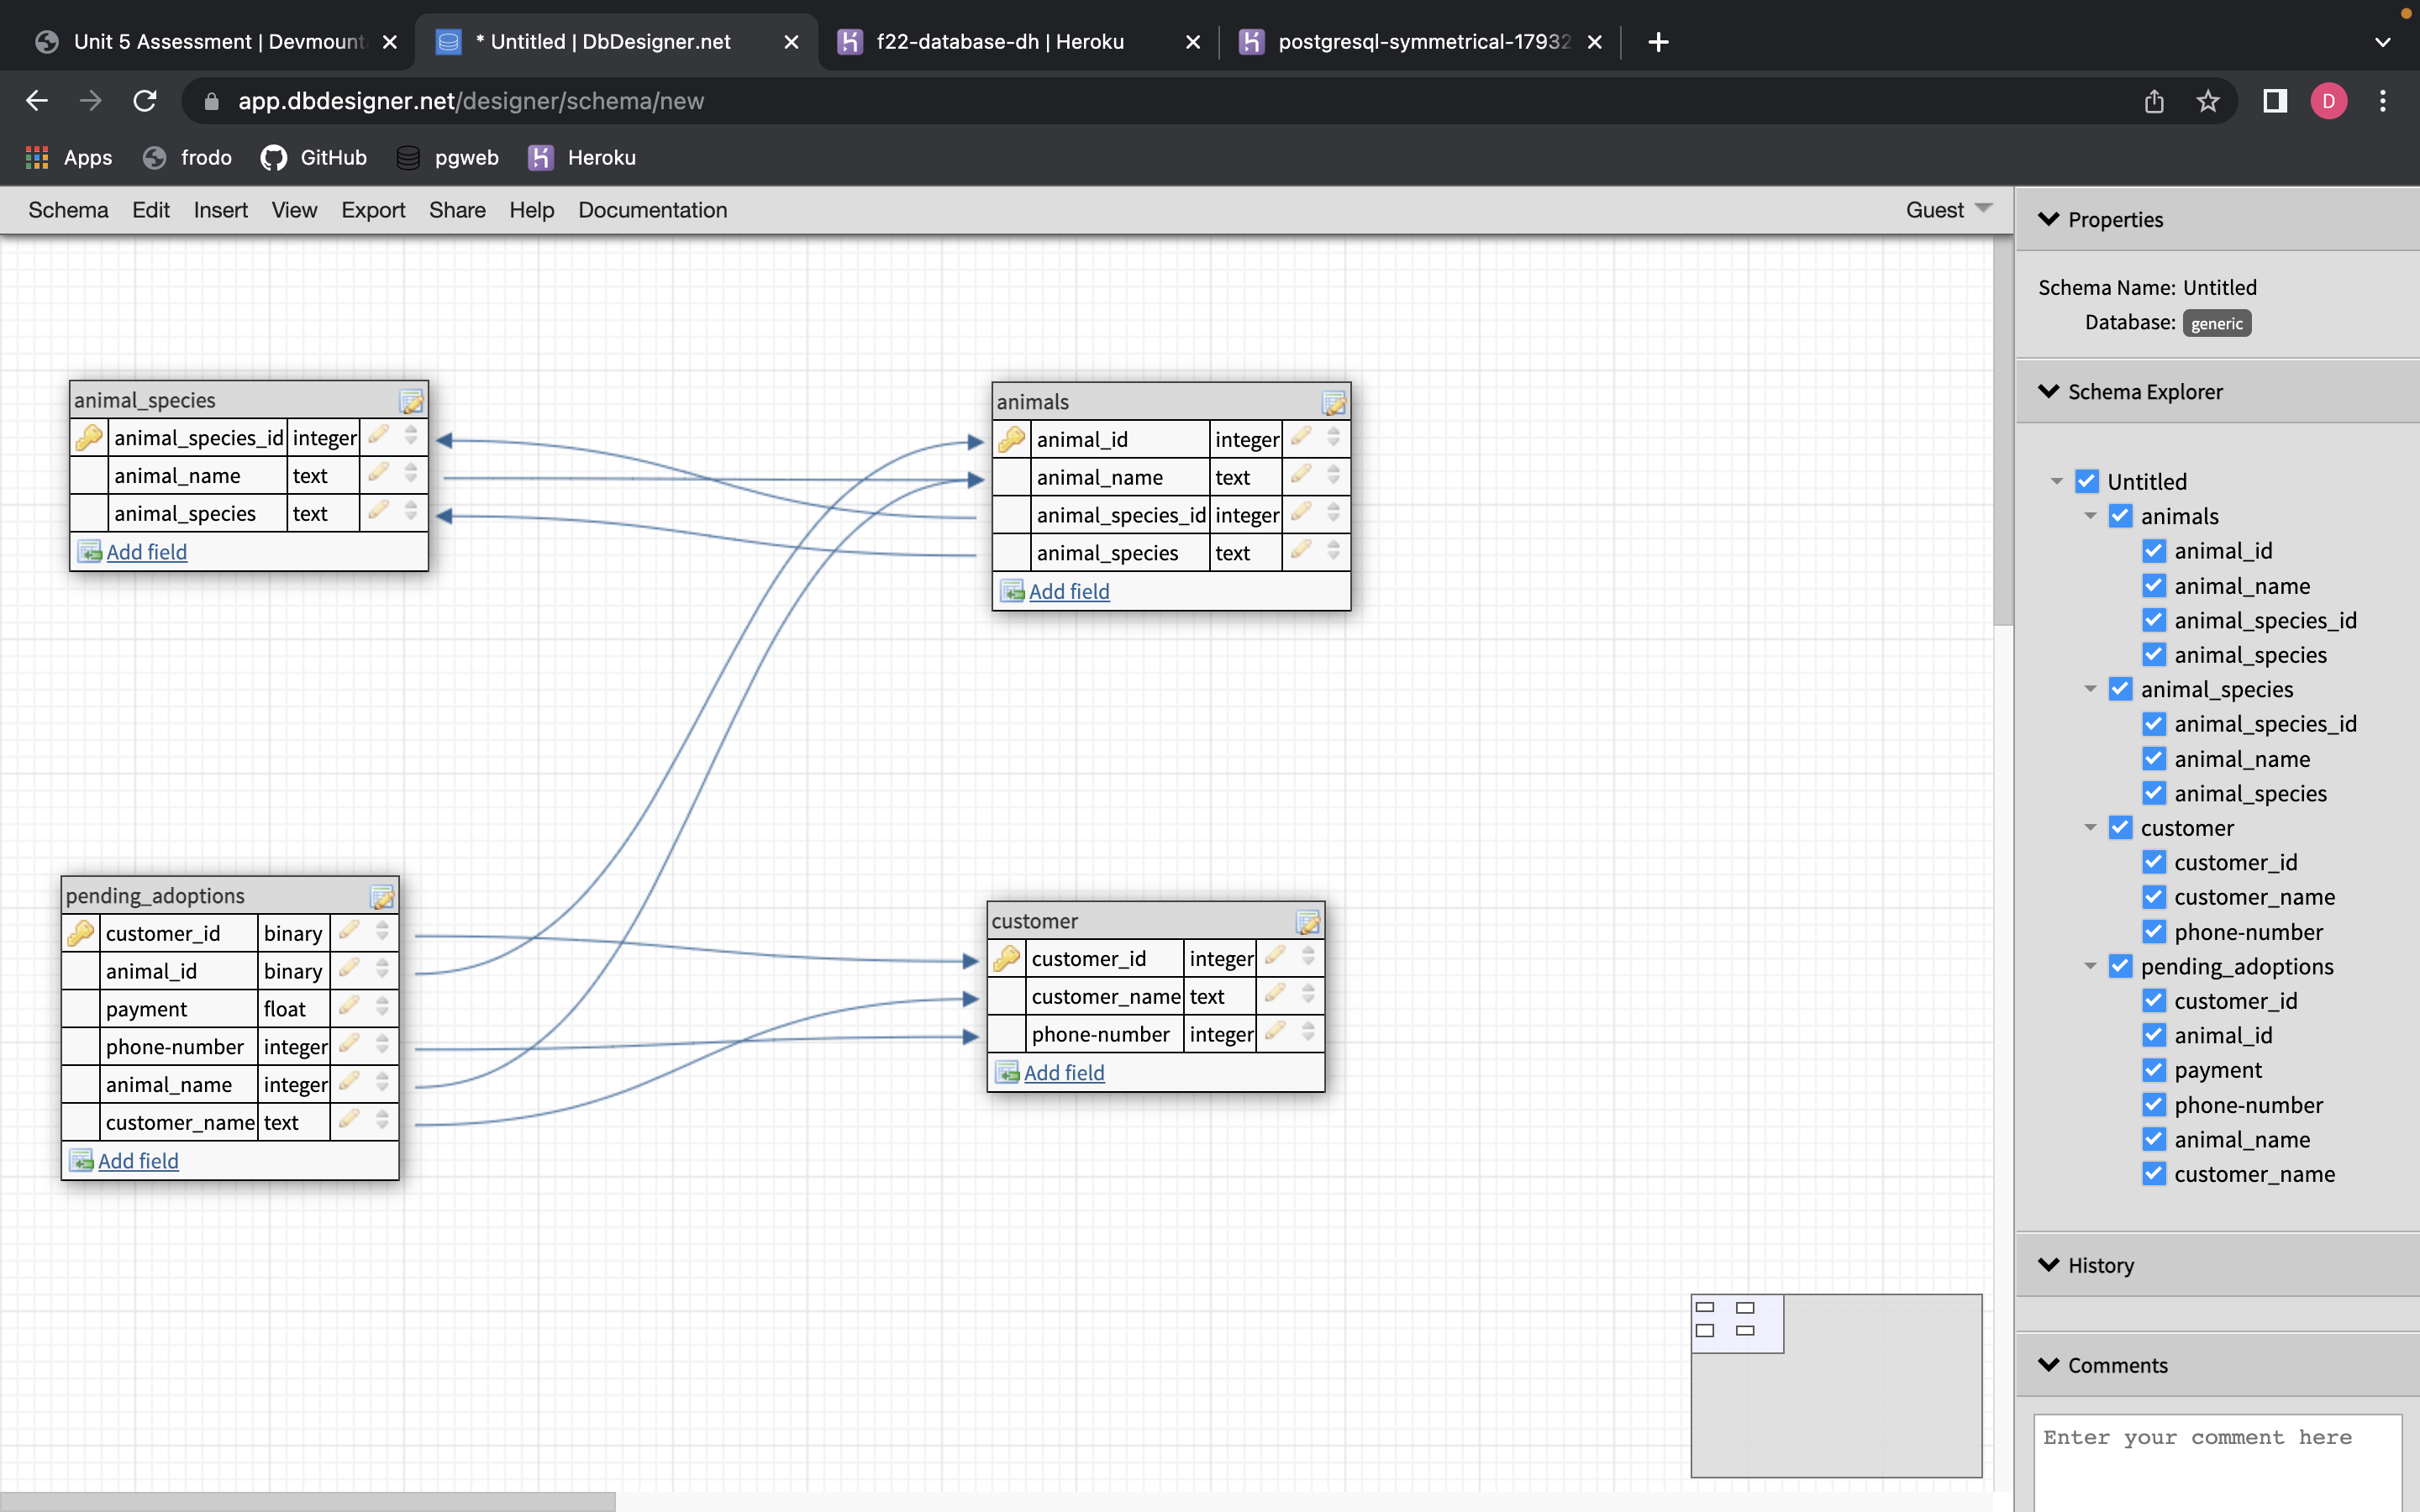 Unit 5 Assessment | Devmount
* Untitled | DbDesigner.net
f22-database-dh | Heroku
postgresql-symmetrical-17932
app.dbdesigner.net/designer/schema/new
D
Apps
frodo
GitHub
pgweb
Heroku
Schema Edit Insert View Export Share Help Documentation
Guest
animal_species
animal_species_id integer
animal_name text
animal_species text
Add field
animals
animal_id integer
animal_name text
animal_species_id integer
animal_species text
Add field
pending_adoptions
customer_id binary
animal_id binary
payment float
phone-number integer
animal_name integer
customer_name text
Add field
customer
customer_id integer
customer_name text
phone-number integer
Add field
Properties
Schema Name: Untitled
Database: generic
Schema Explorer
Untitled
animals
animal_id
animal_name
animal_species_id
animal_species
animal_species
animal_species_id
animal_name
animal_species
customer
customer_id
customer_name
phone-number
pending_adoptions
customer_id
animal_id
payment
phone-number
animal_name
customer_name
History
Comments
Enter your comment here